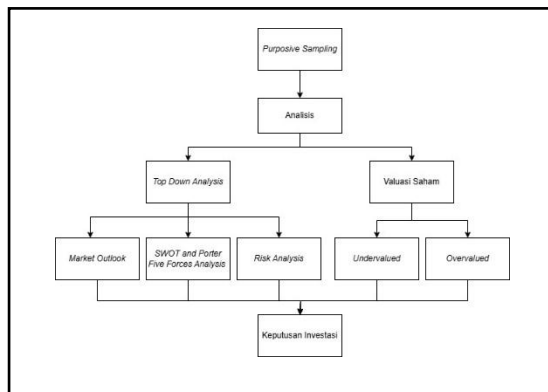 Purposive Sampling
Analisis
Top Down Analysis
Valuasi Saham
Market Outlook
SWOT and Porter
Five Forces Analysis
Risk Analysis
Undervalued
Overvalued
Keputusan Investasi